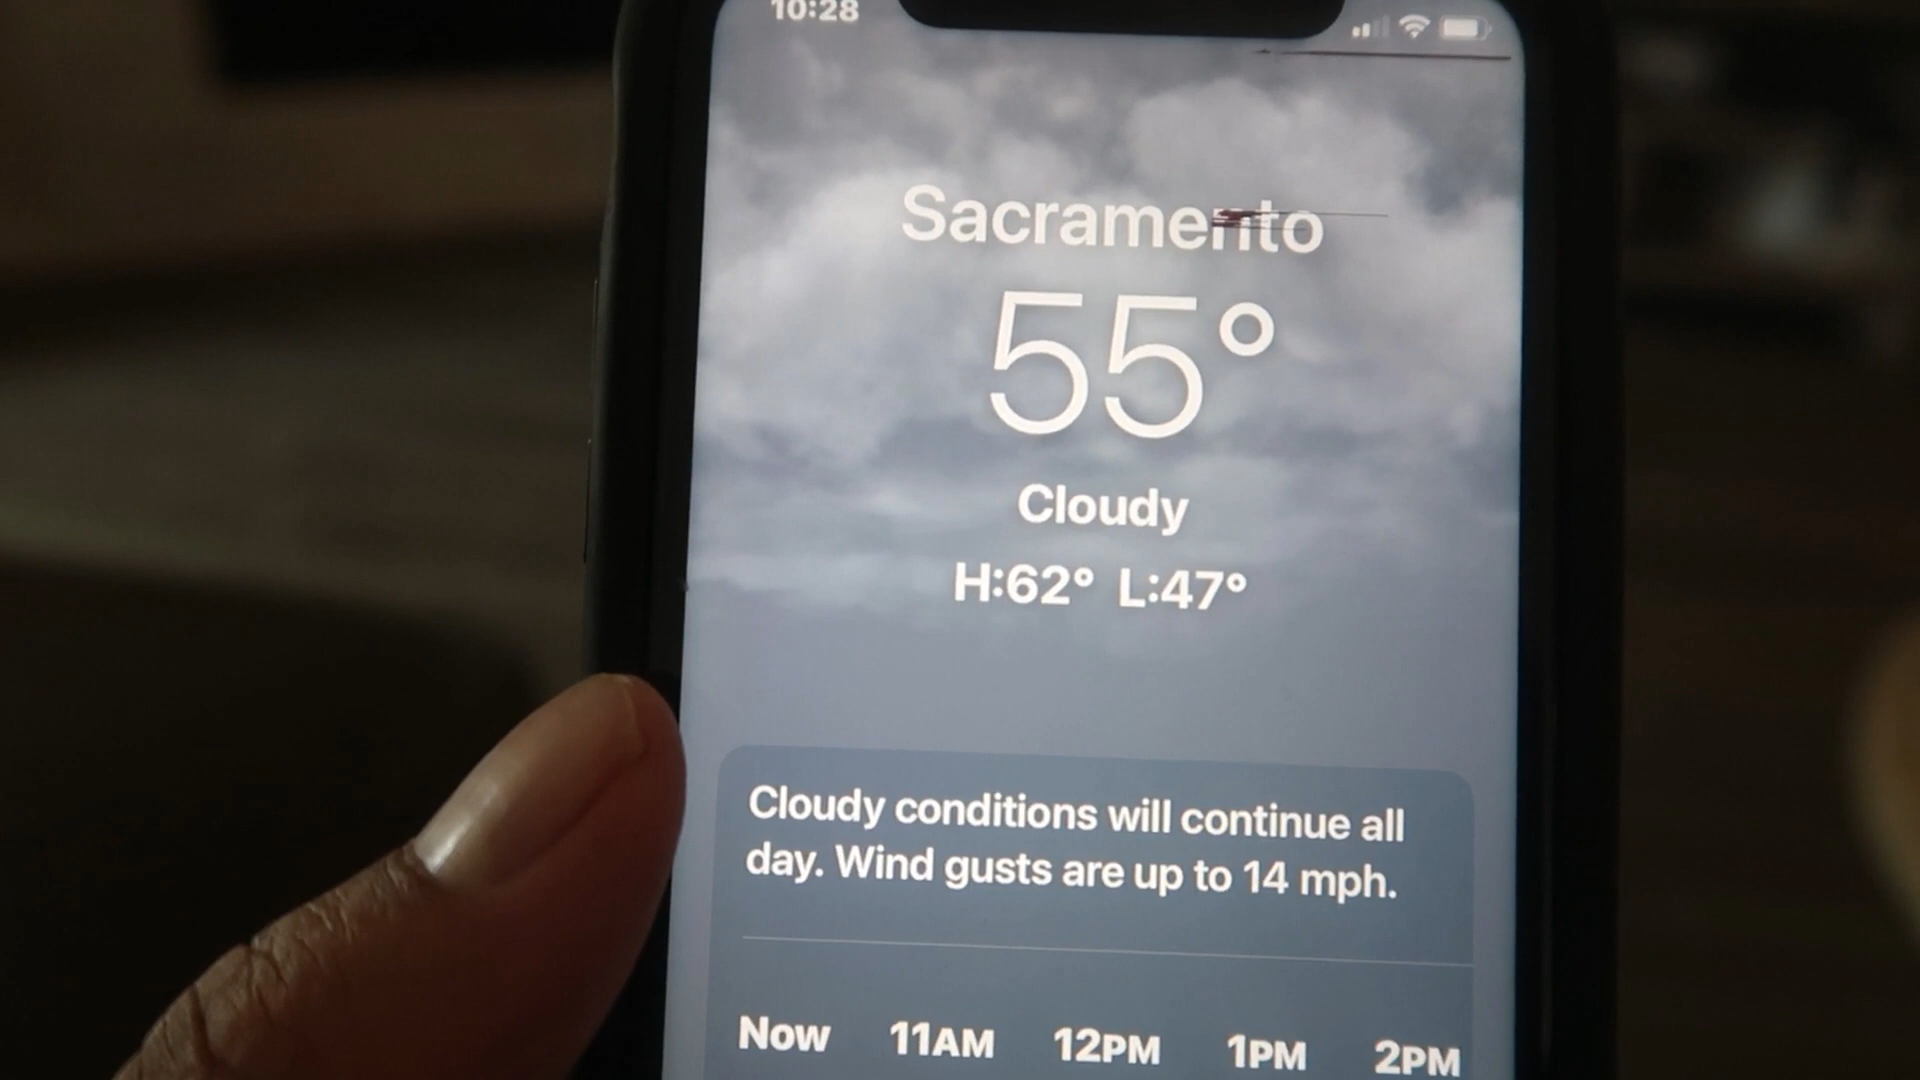 10:28
Sacramento
55°
Cloudy
H:62° L:47°
Cloudy conditions will continue all
day. Wind gusts are up to 14 mph.
Now 11AM 12PM 1PM 2PM